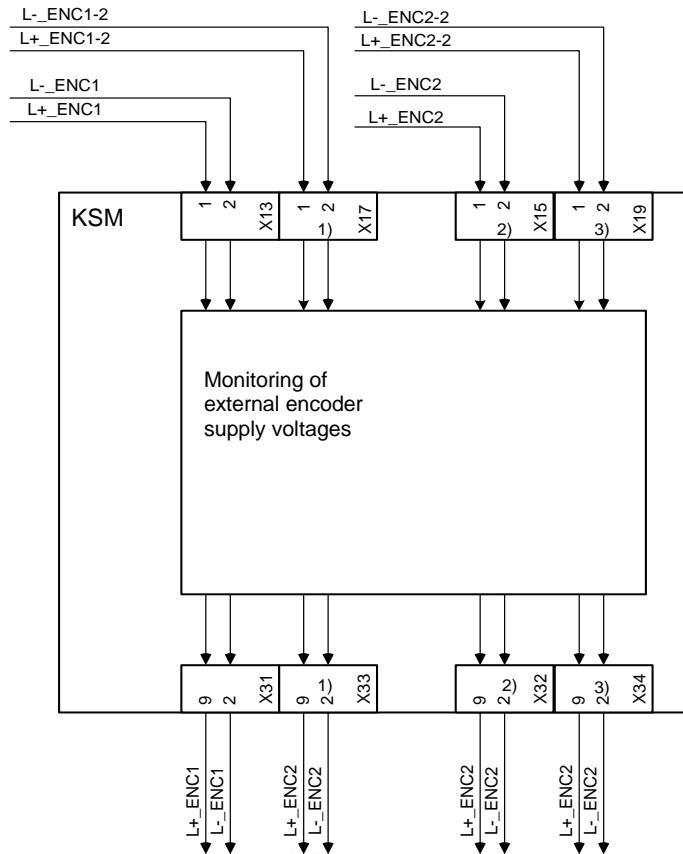 L-_ENC1-2
L+_ENC1-2
L-_ENC1
L+_ENC1
L-_ENC2-2
L+_ENC2-2
L-_ENC2
L+_ENC2
KSM
1 2 X13
1 2 1) X17
1 2 2) X15
1 2 3) X19
Monitoring of
external encoder
supply voltages
9 2 X31
9 2 1) X33
9 2 2) X32
9 2 3) X34
L+_ENC1
L-_ENC1
L+_ENC2
L-_ENC2
L+_ENC2
L-_ENC2
L+_ENC2
L-_ENC2